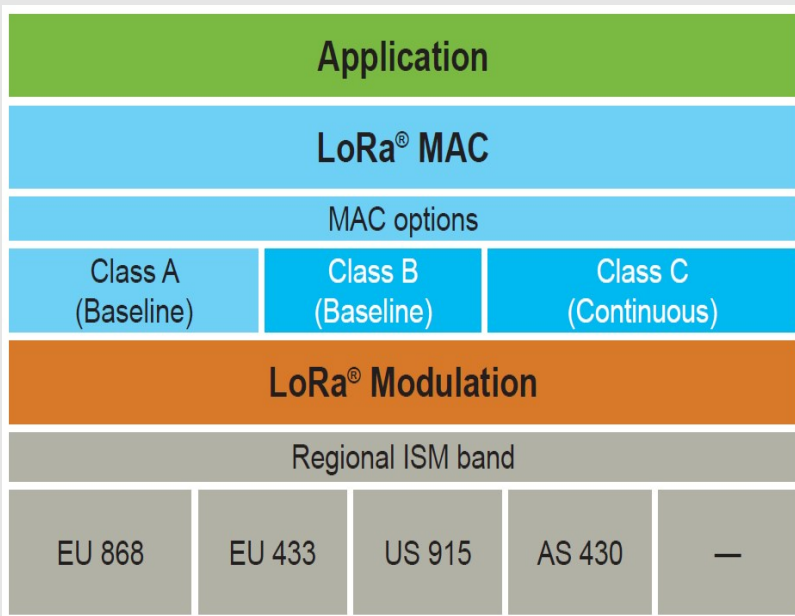 Application
LoRa® MAC
MAC options
Class A
(Baseline)
Class B
(Baseline)
Class C
(Continuous)
LoRa® Modulation
Regional ISM band
EU 868
EU 433
US 915
AS 430
—